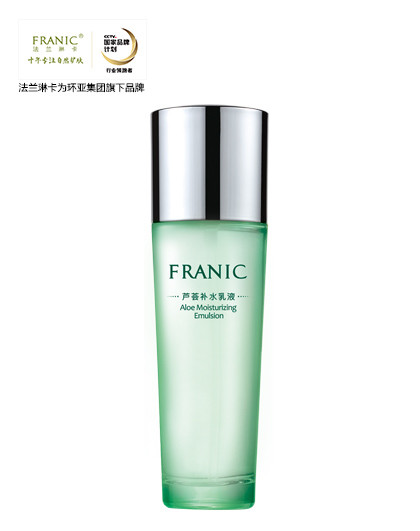 FRANIC®
法兰琳卡
十年专注自然护肤
CCTV.
国家品牌
计划
行业领跑者
法兰琳卡为环亚集团旗下品牌
FRANIC
芦荟补水乳液
Aloe Moisturizing
Emulsion